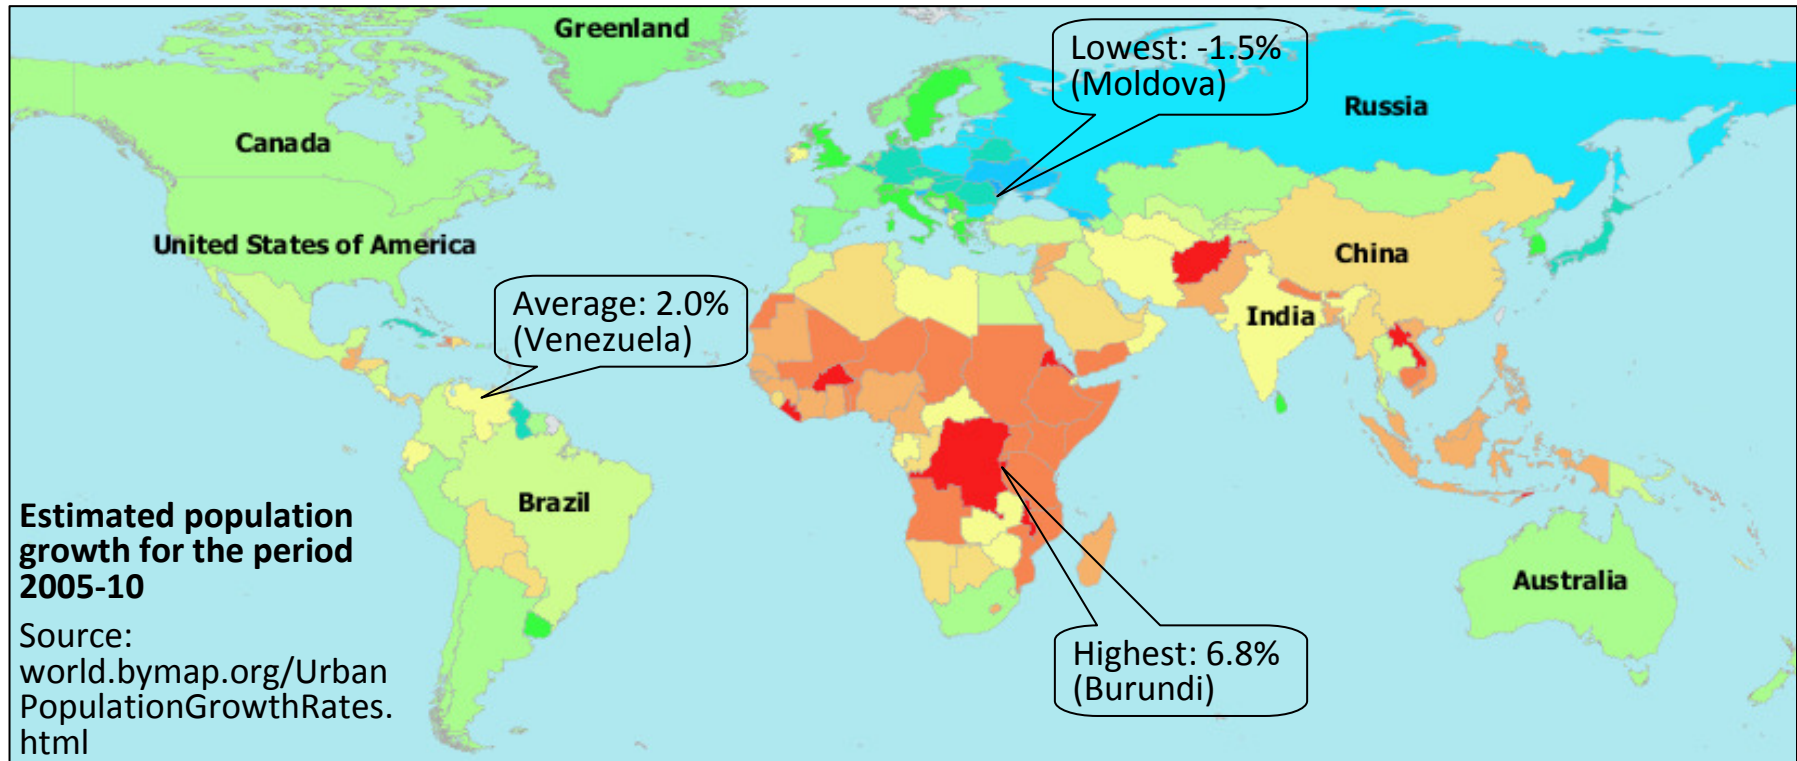 Greenland
Lowest: -1.5%
(Moldova)
Russia
Canada
United States of America
China
Average: 2.0%
(Venezuela)
India
Brazil
Estimated population
growth for the period
2005-10
Australia
Source:
world.bymap.org/Urban
PopulationGrowthRates.
html
Highest: 6.8%
(Burundi)